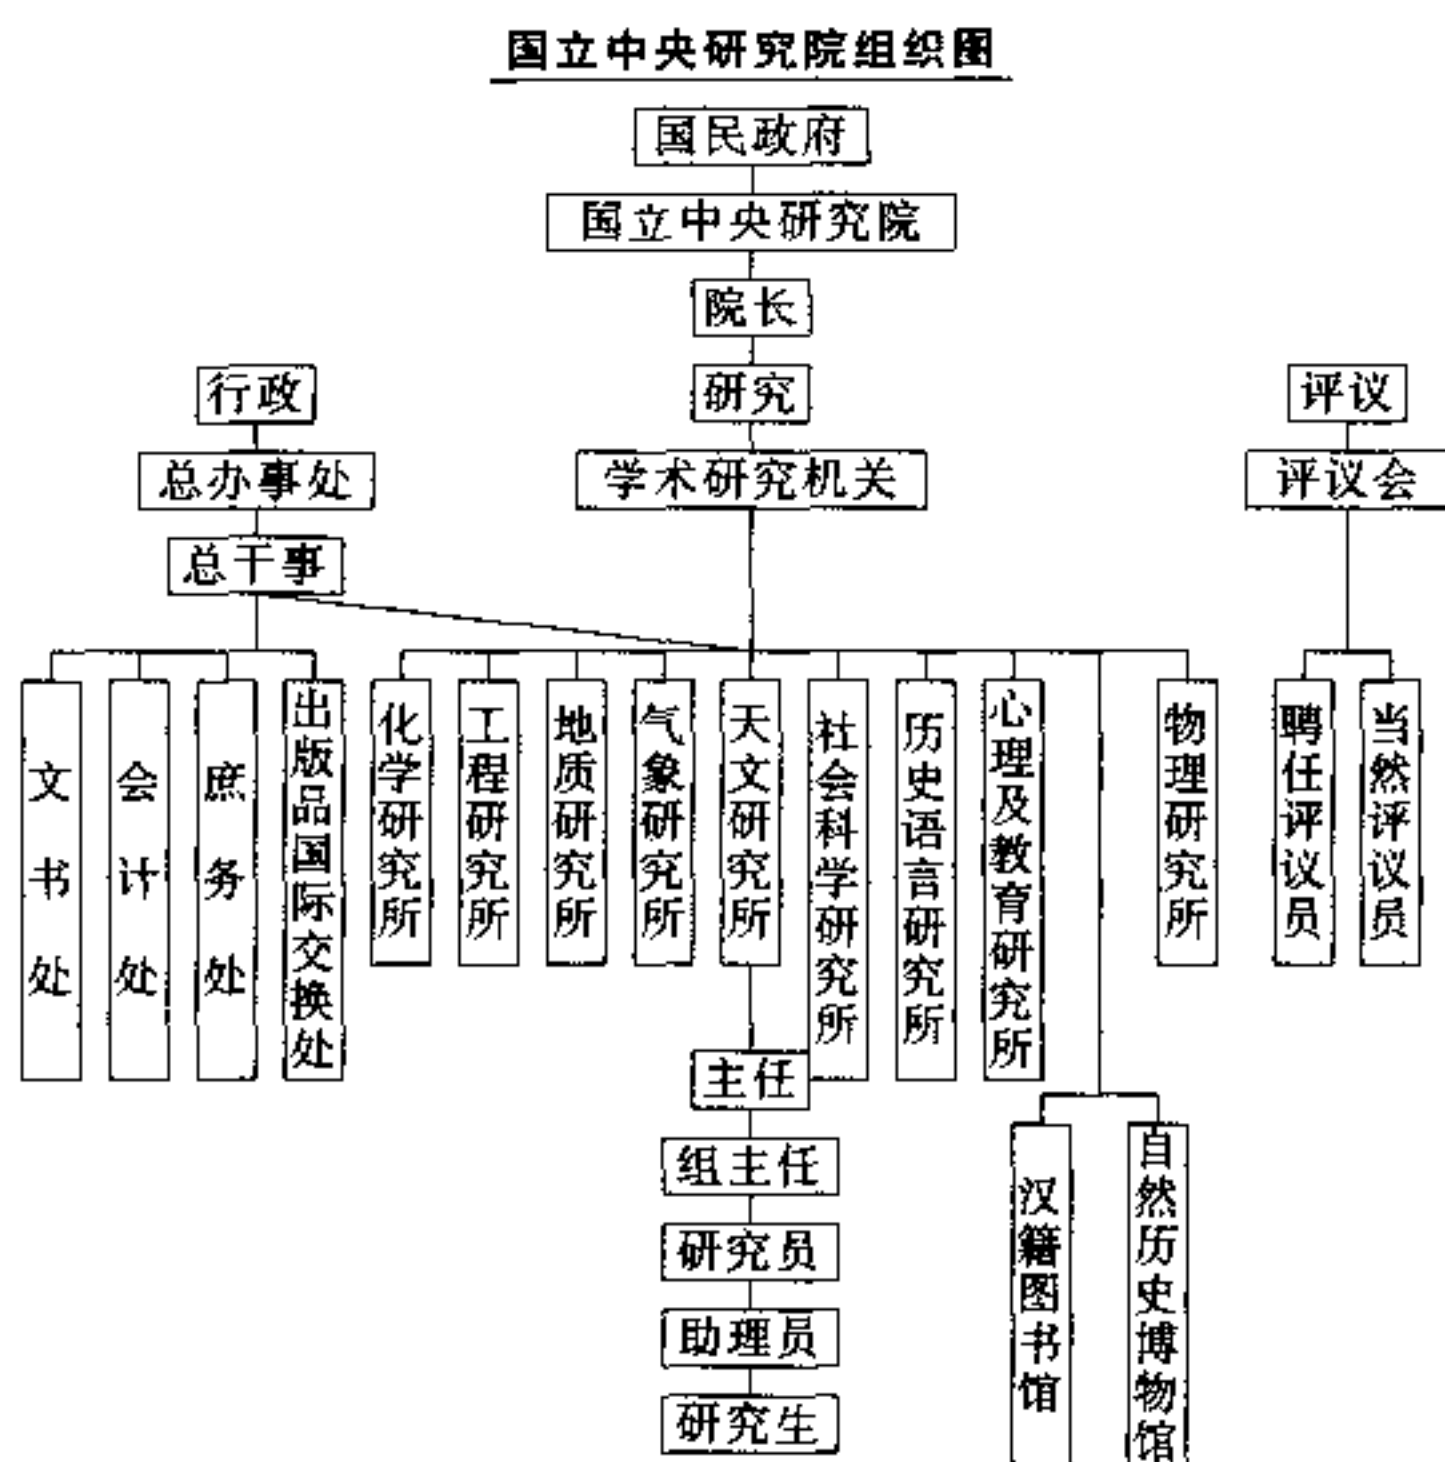 国立中央研究院组织图
国民政府
国立中央研究院
院长
行政
研究
评议
总办事处
学术研究机关
评议会
总干事
文书处
会计处
庶务处
出版品国际交换处
化学研究所
工程研究所
地质研究所
气象研究所
天文研究所
社会科学研究所
历史语言研究所
心理及教育研究所
物理研究所
聘任评议员
当然评议员
主任
组主任
研究员
助理员
研究生
汉籍图书馆
自然历史博物馆